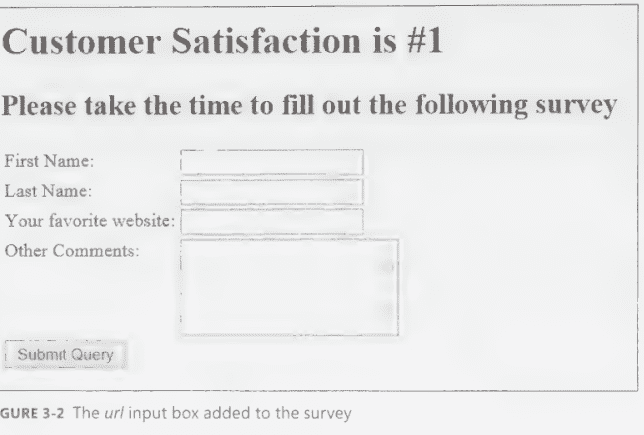 Customer Satisfaction is #1
Please take the time to fill out the following survey
First Name:
Last Name:
Your favorite website:
Other Comments:
Submit Query
GURE 3-2 The url input box added to the survey